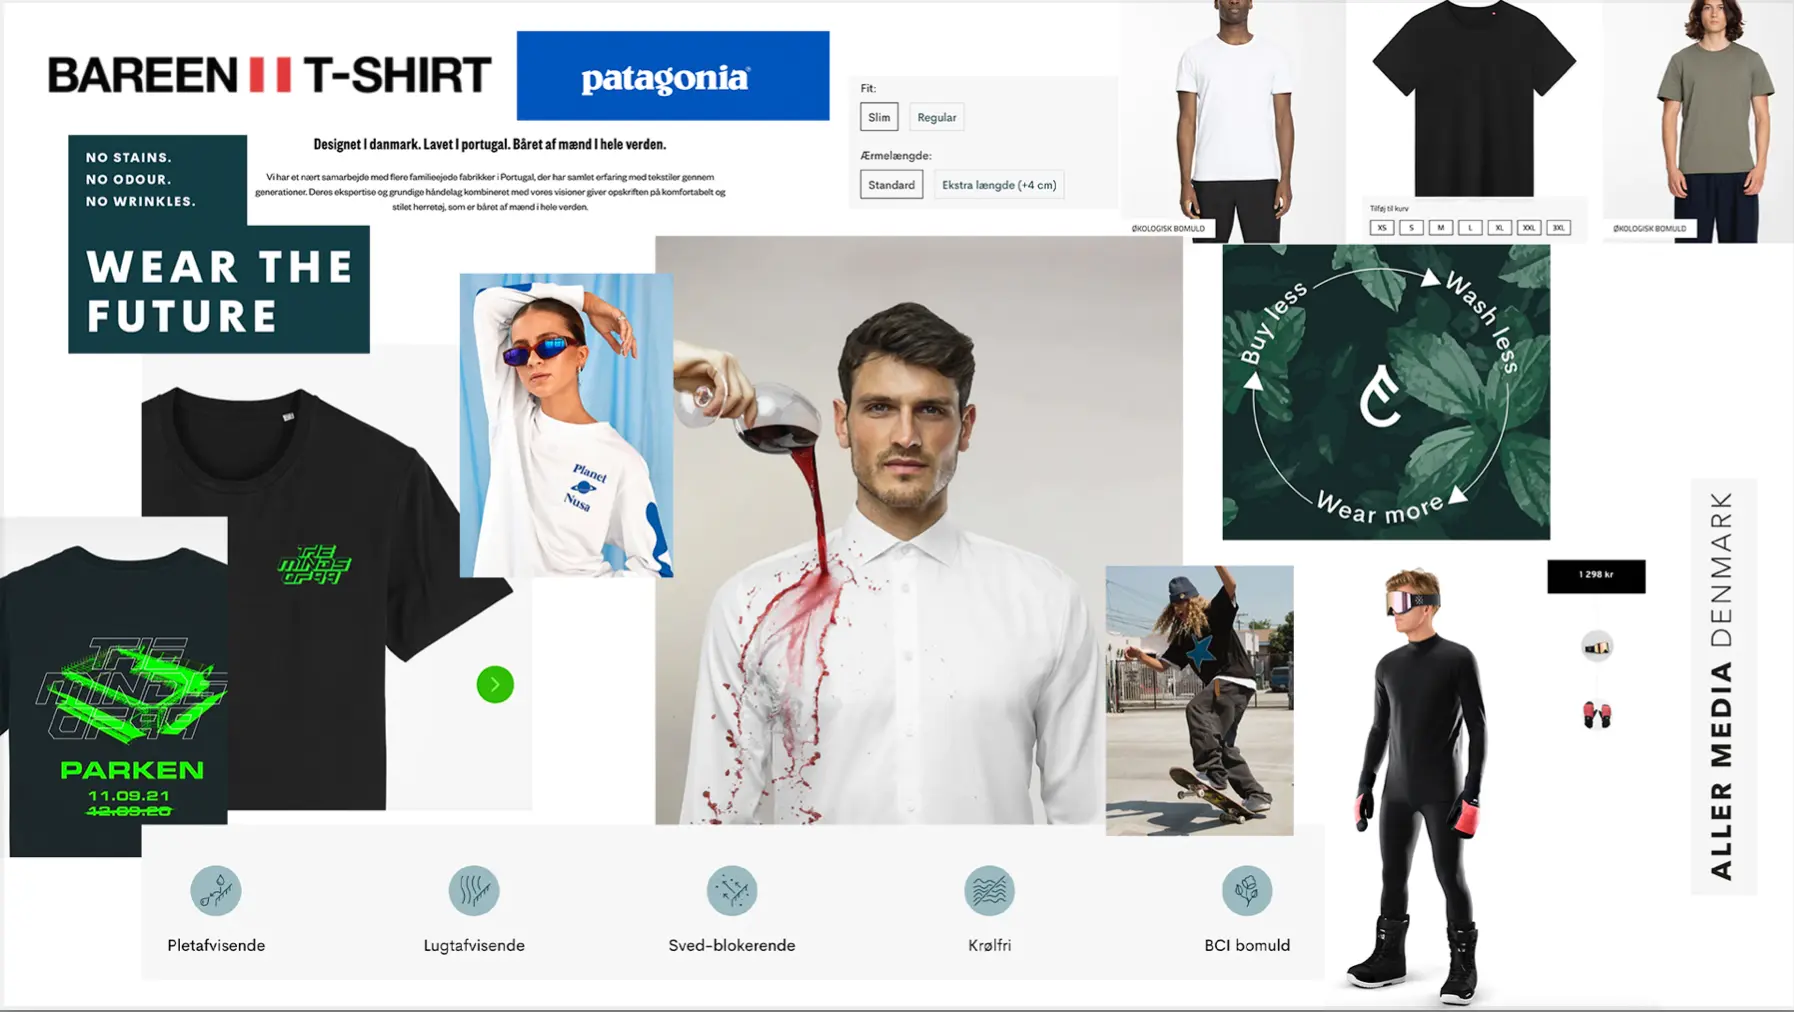 BAREEN T-SHIRT
patagonia®
NO STAINS.
NO ODOUR.
NO WRINKLES.
WEAR THE
FUTURE
Designet I danmark. Lavet I portugal. Båret af mænd I hele verden.
Vi har et nært samarbejde med flere familieejede fabrikker i Portugal, der har samlet erfaring med tekstiler gennem
generationer. Deres ekspertise og grundige håndelag kombineret med vores visioner giver opskriften på komfortabelt og
stilet herretøj, som er båret af mænd i hele verden.
Fit:
Slim
Regular
Ærmelængde:
Standard
Ekstra længde (+4 cm)
ØKOLOGISK BOMULD
Tilføj til kurv
XS
S
M
L
XL
XXL
3XL
ØKOLOGISK BOMULD
Buy less
Wash less
Wear more
Planet
Nusa
THE
MINDS
OF 99
THE
MINDS
OF 99
PARKEN
11.09.21
12.09.20
1 298 kr
ALLER MEDIA DENMARK
Pletafvisende
Lugtafvisende
Sved-blokerende
Krølfri
BCI bomuld